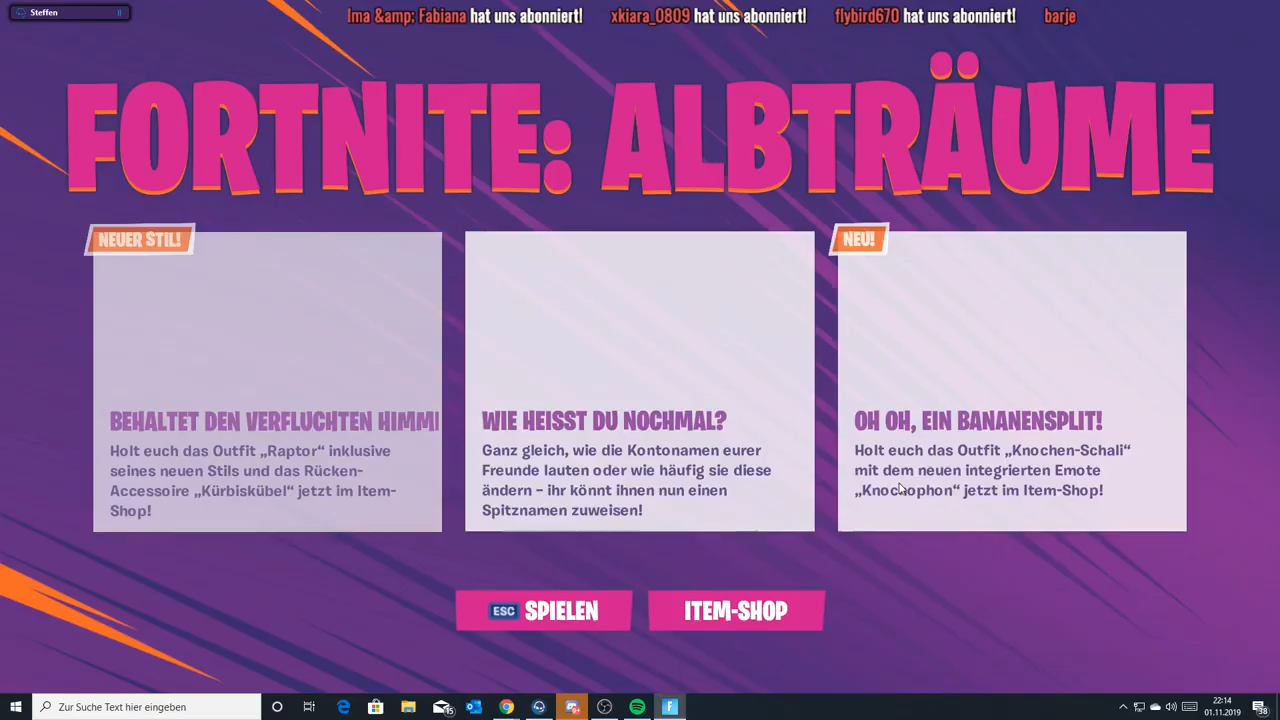 Steffen
Ima &amp; Fabiana hat uns abonniert! xkiara_0809 hat uns abonniert! flybird670 hat uns abonniert! barje
FORTNITE: ALBTRÄUME
NEUER STIL!
BEHALTET DEN VERFLUCHTEN HIMM
Holt euch das Outfit „Raptor“ inklusive
seines neuen Stils und das Rücken-
Accessoire „Kürbiskübel“ jetzt im Item-
Shop!
WIE HEISST DU NOCHMAL?
Ganz gleich, wie die Kontonamen eurer
Freunde lauten oder wie häufig sie diese
ändern – ihr könnt ihnen nun einen
Spitznamen zuweisen!
NEU!
OH OH, EIN BANANENSPLIT!
Holt euch das Outfit „Knochen-Schali“
mit dem neuen integrierten Emote
„Knochophon“ jetzt im Item-Shop!
ESC SPIELEN
ITEM-SHOP
Zur Suche Text hier eingeben
15
22:14
01.11.2019
38